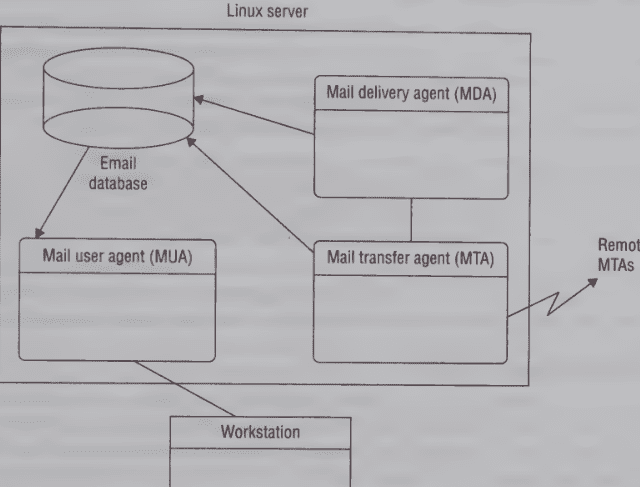 Linux server
Mail delivery agent (MDA)
Email
database
Mail user agent (MUA)
Mail transfer agent (MTA)
Remot
MTAs
Workstation